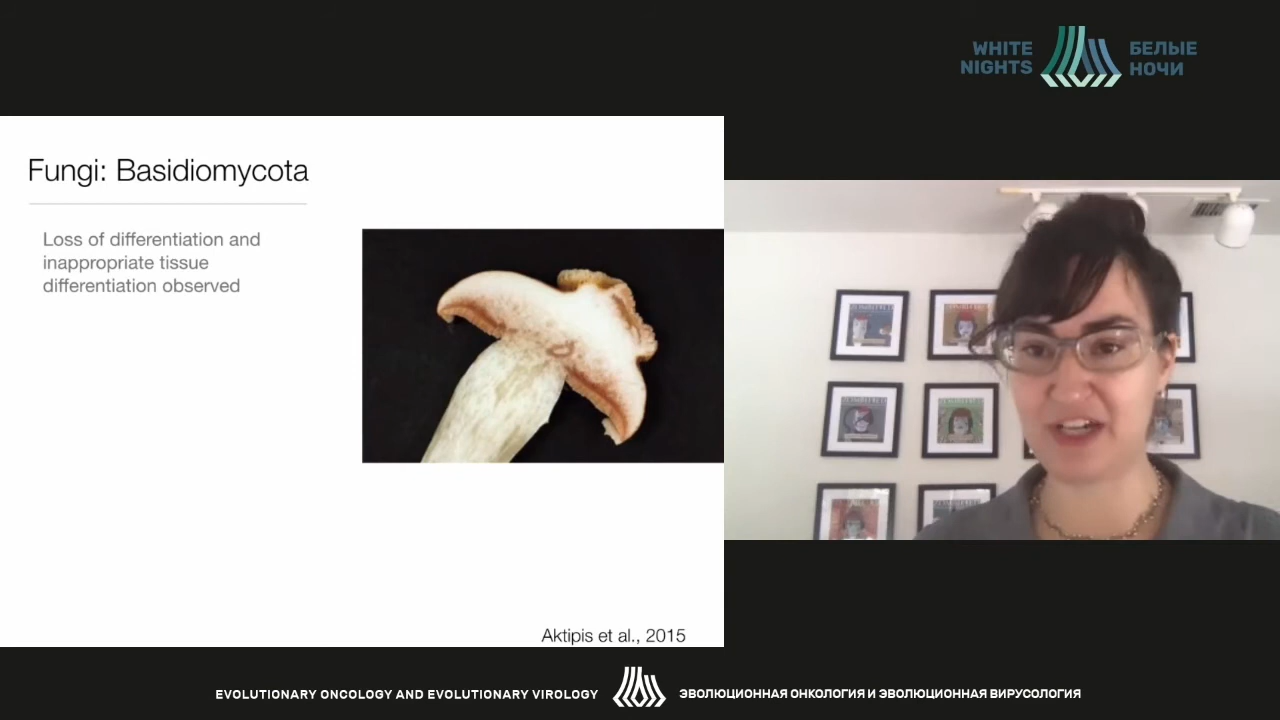 WHITE
NIGHTS
БЕЛЫЕ
НОЧИ
Fungi: Basidiomycota
Loss of differentiation and
inappropriate tissue
differentiation observed
Aktipis et al., 2015
EVOLUTIONARY ONCOLOGY AND EVOLUTIONARY VIROLOGY
ЭВОЛЮЦИОННАЯ ОНКОЛОГИЯ И ЭВОЛЮЦИОННАЯ ВИРУСОЛОГИЯ